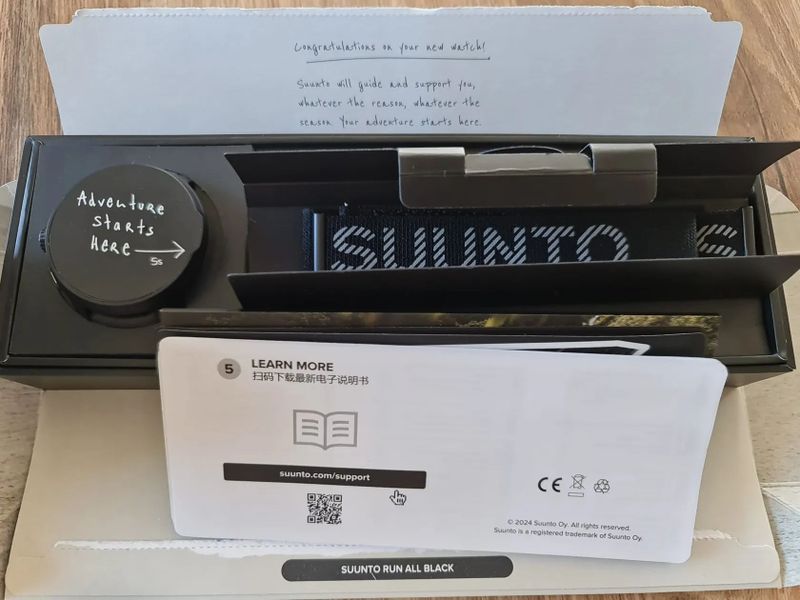 Congratulations on your new watch!
Suunto will guide and support you,
whatever the reason, whatever the
season. Your adventure starts here.
Adventure
Starts
HERE
5s
SUUNTO S
5 LEARN MORE
扫码下载最新电子说明书
suunto.com/support
CE
© 2024 Suunto Oy. All rights reserved.
Suunto is a registered trademark of Suunto Oy.
SUUNTO RUN ALL BLACK